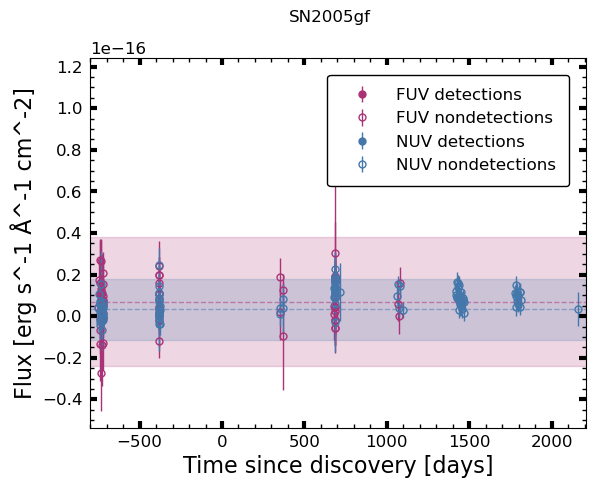 SN2005gf
1e−16
Flux [erg s^-1 Å^-1 cm^-2]
1.2
1.0
0.8
0.6
0.4
0.2
0.0
−0.2
−0.4
FUV detections
FUV nondetections
NUV detections
NUV nondetections
−500 0 500 1000 1500 2000
Time since discovery [days]